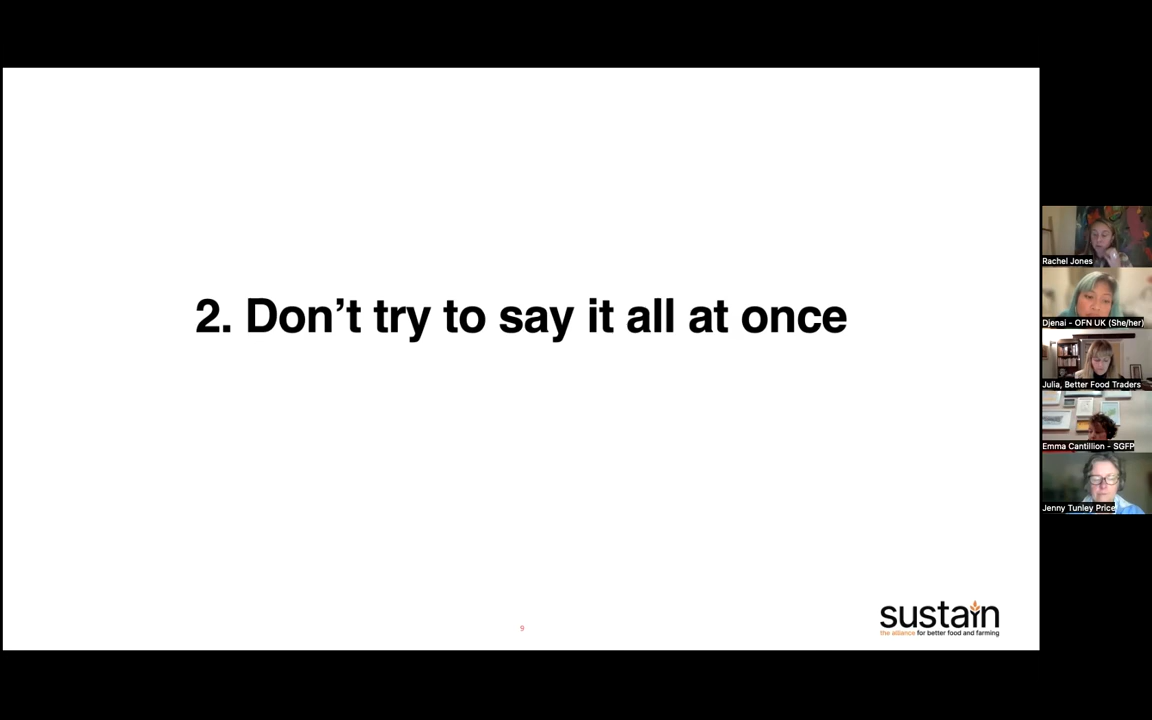 2. Don’t try to say it all at once
9
sustain
the alliance for better food and farming
Rachel Jones
Djenai - OFN UK (She/her)
Julia, Better Food Traders
Emma Cantillion - SGFP
Jenny Tunley Price